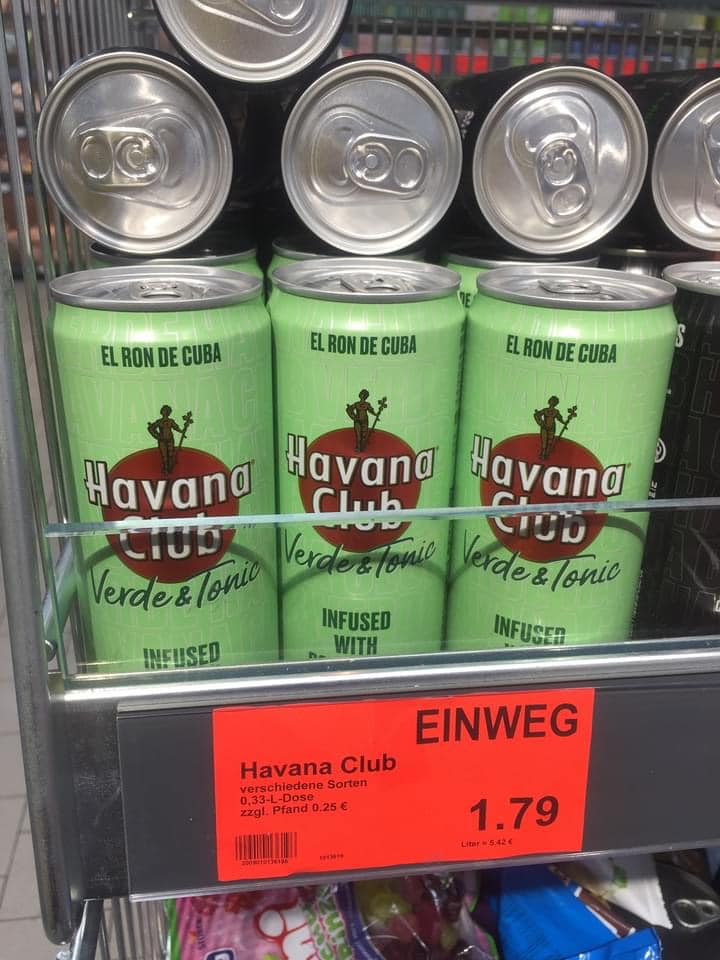 EL RON DE CUBA
Havana
Club
Verde & Tonic
INFUSED
EL RON DE CUBA
Havana
Club
Verde & Tonic
INFUSED
WITH
EL RON DE CUBA
Havana
Club
Verde & Tonic
INFUSED
EINWEG
Havana Club
verschiedene Sorten
0,33-L-Dose
zzgl. Pfand 0.25 €
1.79
Liter = 5.42 €